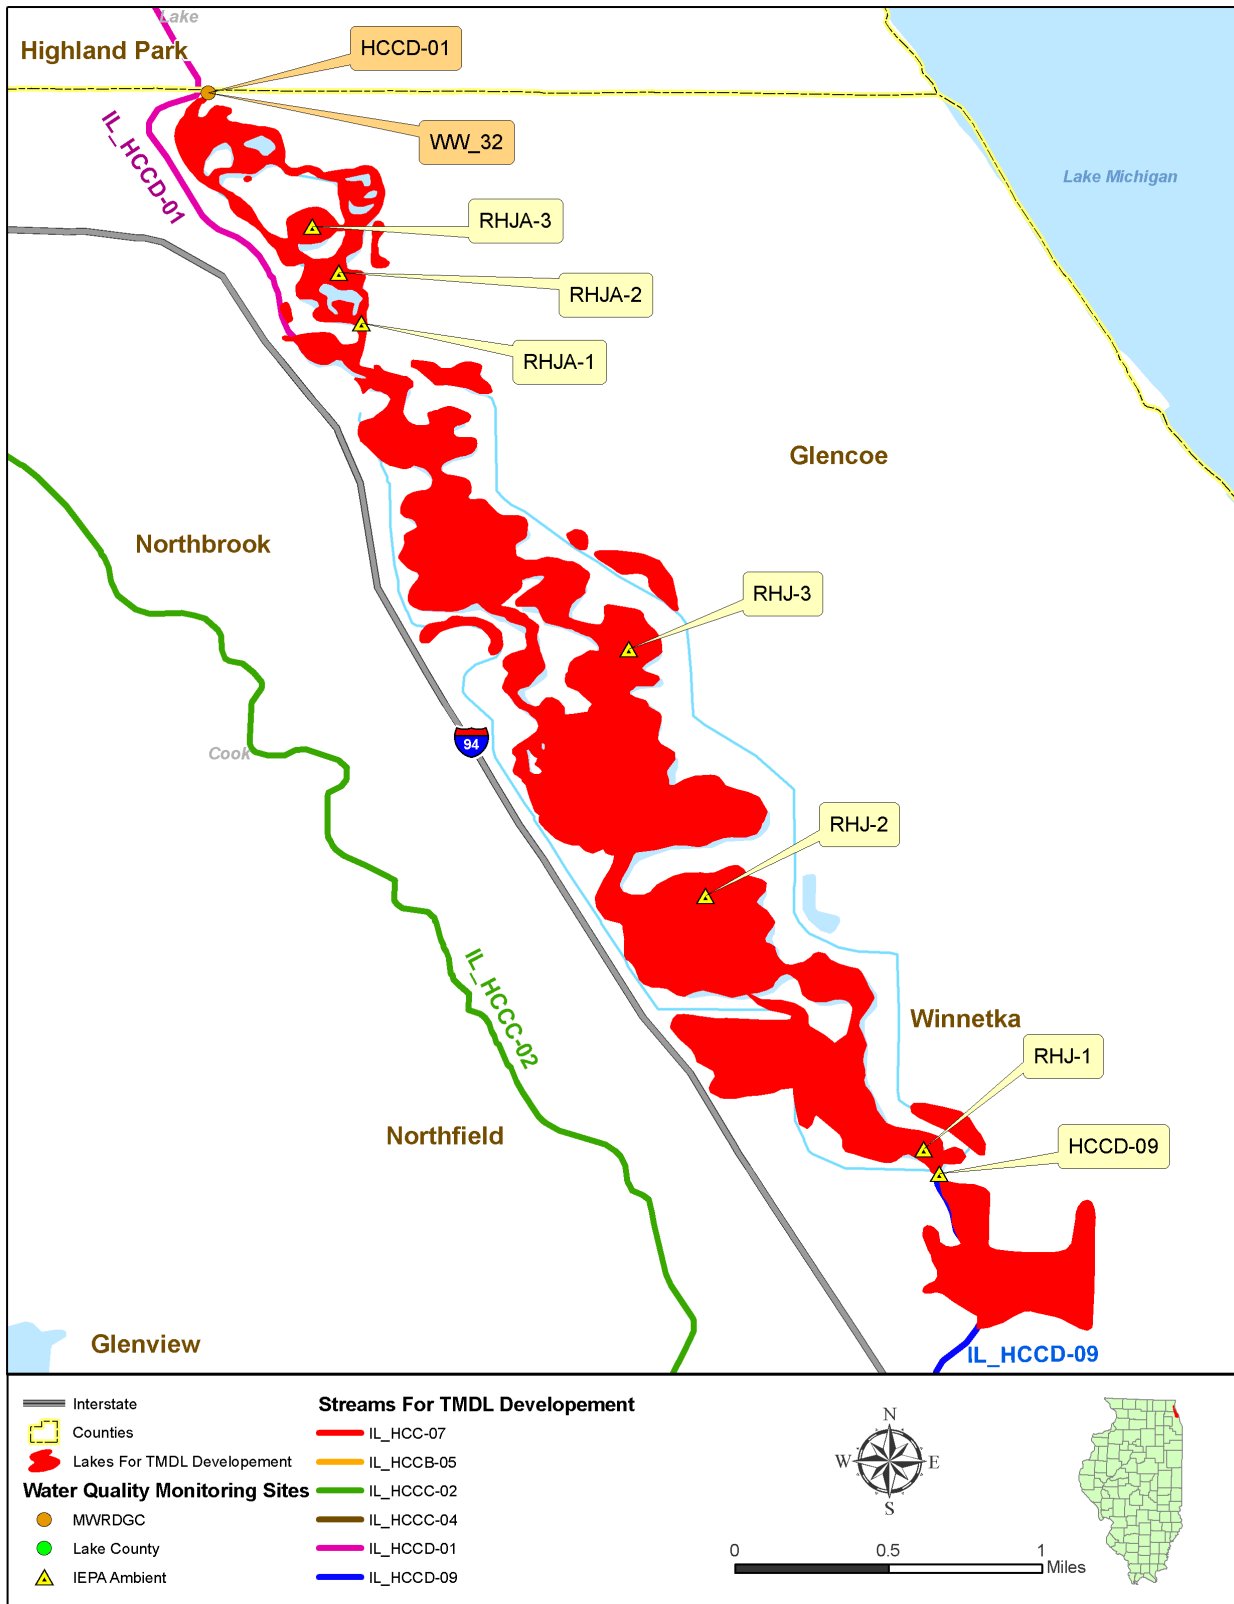 Lake
Highland Park
HCCD-01
WW_32
IL_HCCD-01
Lake Michigan
RHJA-3
RHJA-2
RHJA-1
Glencoe
Northbrook
RHJ-3
94
Cook
RHJ-2
IL_HCCC-02
Winnetka
RHJ-1
Northfield
HCCD-09
Glenview
IL_HCCD-09
Interstate
Counties
Lakes For TMDL Developement
Water Quality Monitoring Sites
MWRDGC
Lake County
IEPA Ambient
Streams For TMDL Developement
IL_HCC-07
IL_HCCB-05
IL_HCCC-02
IL_HCCC-04
IL_HCCD-01
IL_HCCD-09
N
W E
S
0 0.5 1
Miles